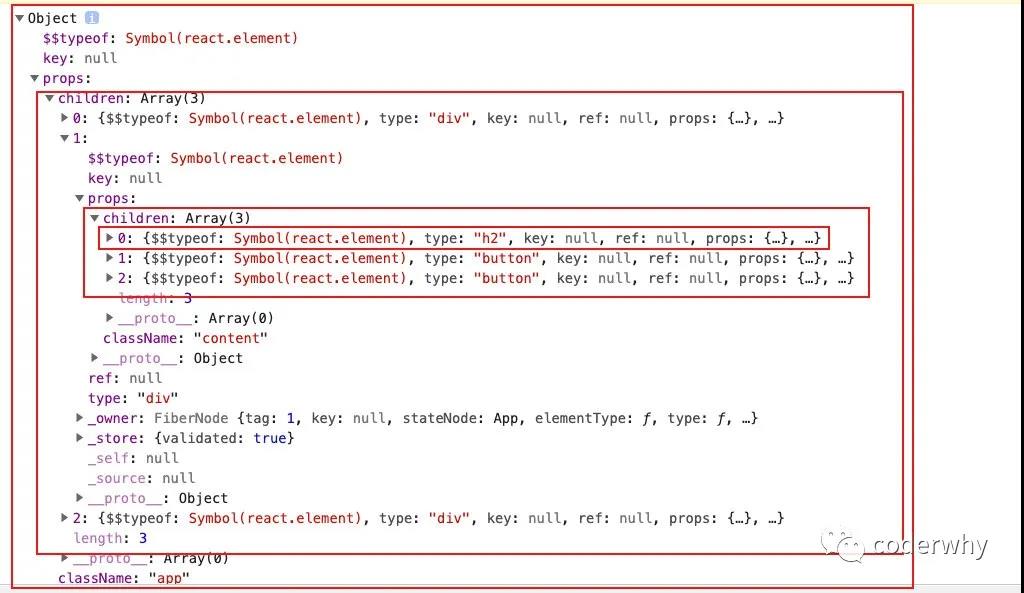 ▼Object i
$$typeof: Symbol(react.element)
key: null
▼props:
▼children: Array(3)
▶0: {$$typeof: Symbol(react.element), type: "div", key: null, ref: null, props: {…}, …}
▼1:
$$typeof: Symbol(react.element)
key: null
▼props:
▼children: Array(3)
▶0: {$$typeof: Symbol(react.element), type: "h2", key: null, ref: null, props: {…}, …}
▶1: {$$typeof: Symbol(react.element), type: "button", key: null, ref: null, props: {…}, …}
▶2: {$$typeof: Symbol(react.element), type: "button", key: null, ref: null, props: {…}, …}
length: 3
▶__proto__: Array(0)
className: "content"
▶__proto__: Object
ref: null
type: "div"
▶_owner: FiberNode {tag: 1, key: null, stateNode: App, elementType: ƒ, type: ƒ, …}
▶_store: {validated: true}
_self: null
_source: null
▶__proto__: Object
▶2: {$$typeof: Symbol(react.element), type: "div", key: null, ref: null, props: {…}, …}
length: 3
▶__proto__: Array(0)
className: "app"
coderwhy